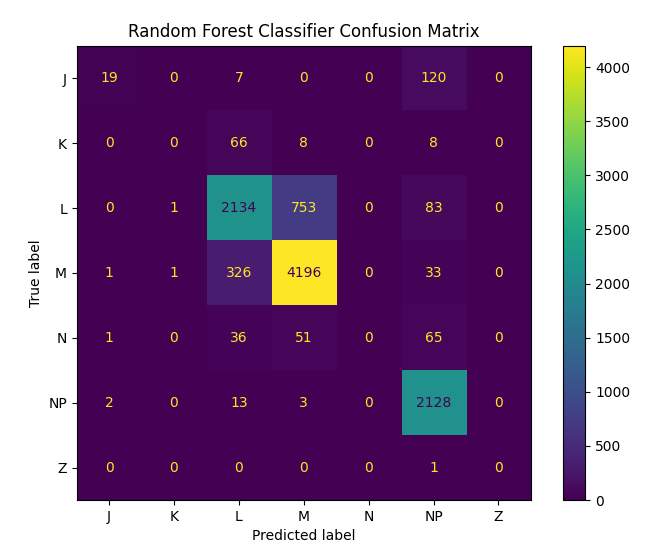 Random Forest Classifier Confusion Matrix
J 19 0 7 0 0 120 0
K 0 0 66 8 0 8 0
L 0 1 2134 753 0 83 0
M 1 1 326 4196 0 33 0
N 1 0 36 51 0 65 0
NP 2 0 13 3 0 2128 0
Z 0 0 0 0 0 1 0
J K L M N NP Z
Predicted label
True label
4000
3500
3000
2500
2000
1500
1000
500
0